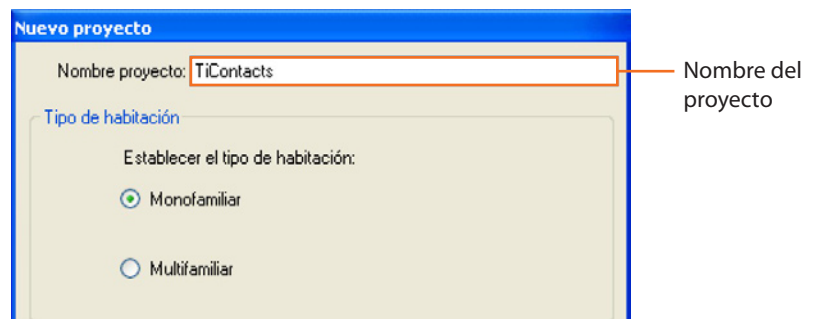 Nuevo proyecto
Nombre proyecto: TiContacts
Nombre del
proyecto
Tipo de habitación
Establecer el tipo de habitación:
Monofamiliar
Multifamiliar